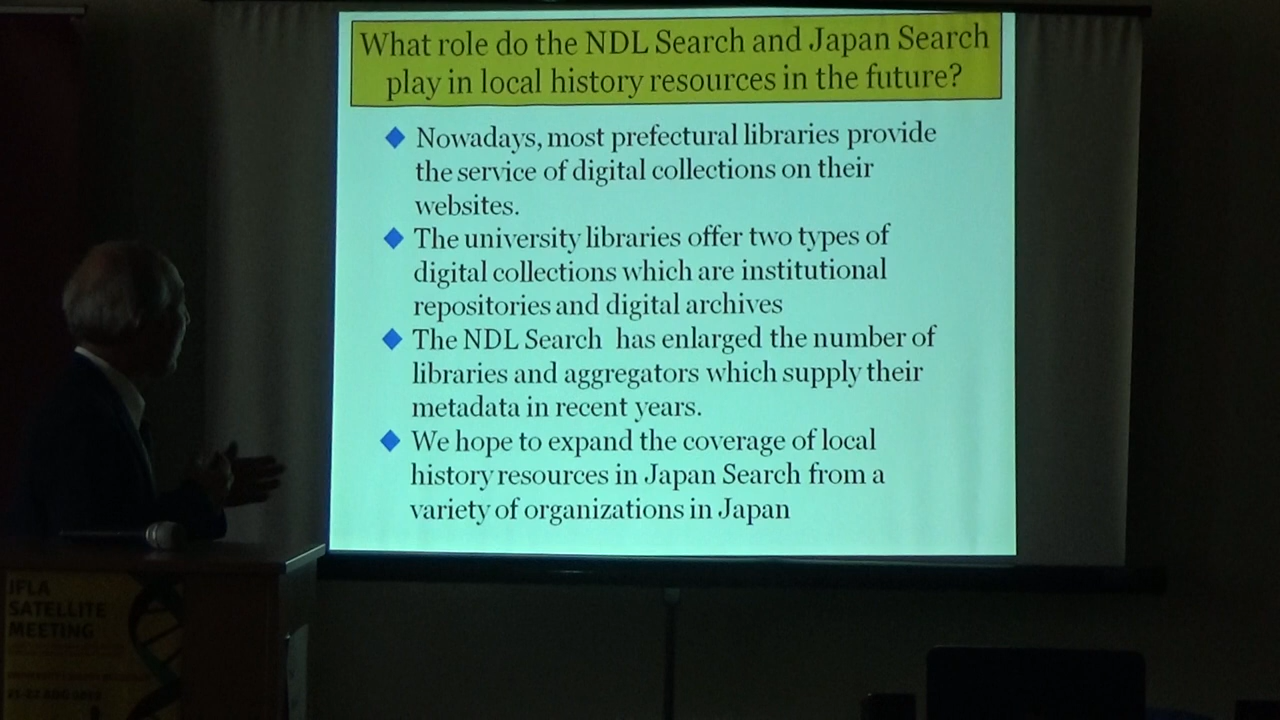 What role do the NDL Search and Japan Search
play in local history resources in the future?
Nowadays, most prefectural libraries provide
the service of digital collections on their
websites.
The university libraries offer two types of
digital collections which are institutional
repositories and digital archives
The NDL Search has enlarged the number of
libraries and aggregators which supply their
metadata in recent years.
We hope to expand the coverage of local
history resources in Japan Search from a
variety of organizations in Japan
IFLA
SATELLITE
MEETING